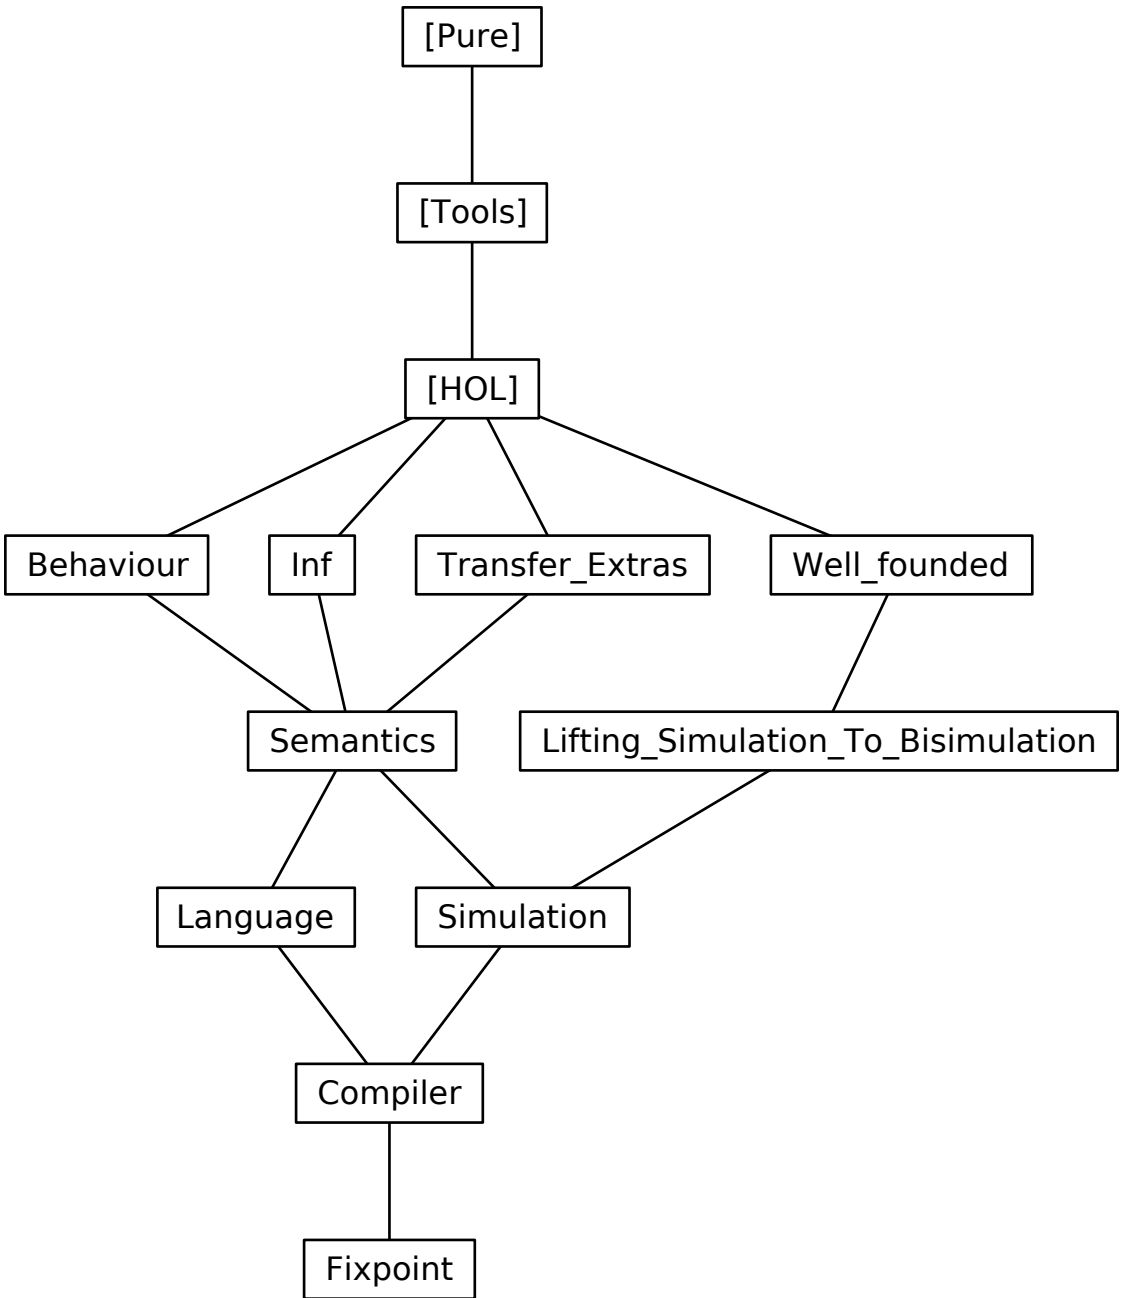 [Pure]
[Tools]
[HOL]
Behaviour
Inf
Transfer_Extras
Well_founded
Semantics
Lifting_Simulation_To_Bisimulation
Language
Simulation
Compiler
Fixpoint